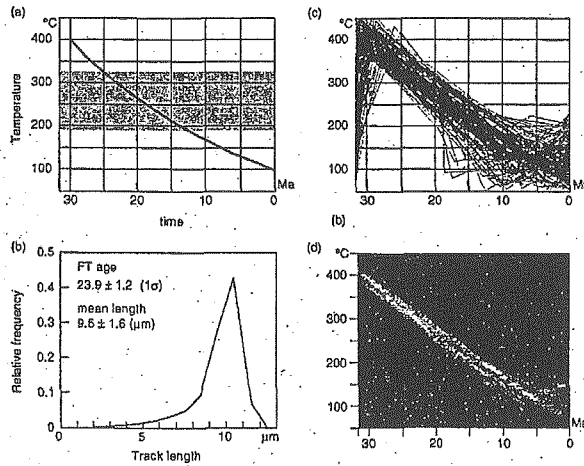 (a)
°C
400
300
200
100
Temperature
30
20
10
0
Ma
time
(c)
°C
400
300
200
100
30
20
10
0
Ma
(b)
0.5
0.4
0.3
0.2
0.1
0
Relative frequency
FT age
23.9 ± 1.2 (1σ)
mean length
9.5 ± 1.6 (μm)
0
5
10
μm
Track length
(b)
(d)
°C
400
300
200
100
30
20
10
0
Ma